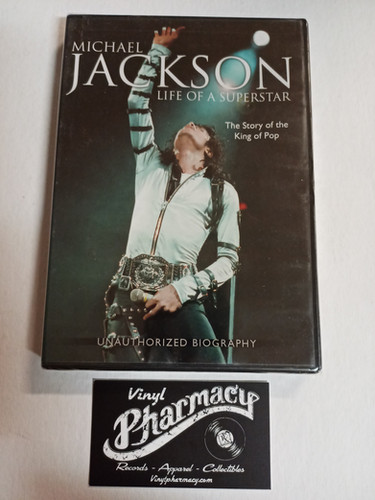 MICHAEL
JACKSON
LIFE OF A SUPERSTAR
The Story of the
King of Pop
UNAUTHORIZED BIOGRAPHY
Vinyl
Pharmacy
Records - Apparel - Collectibles
Vinylpharmacy.com